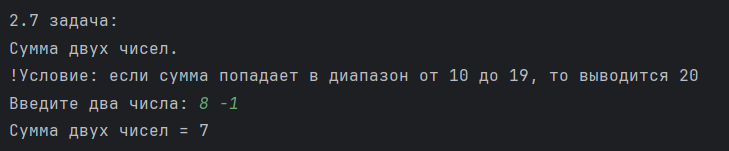 2.7 задача:
Сумма двух чисел.
!Условие: если сумма попадает в диапазон от 10 до 19, то выводится 20
Введите два числа: 8 -1
Сумма двух чисел = 7